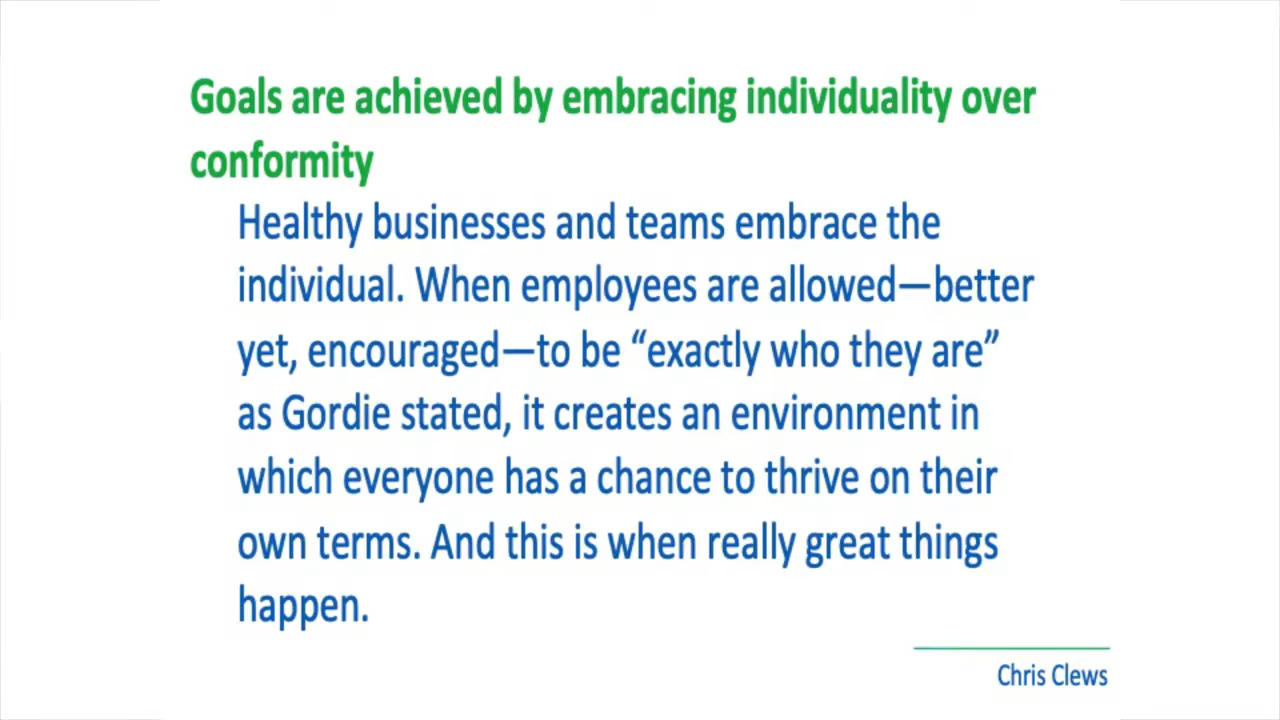 Goals are achieved by embracing individuality over
conformity
Healthy businesses and teams embrace the
individual. When employees are allowed—better
yet, encouraged—to be “exactly who they are”
as Gordie stated, it creates an environment in
which everyone has a chance to thrive on their
own terms. And this is when really great things
happen.
Chris Clews